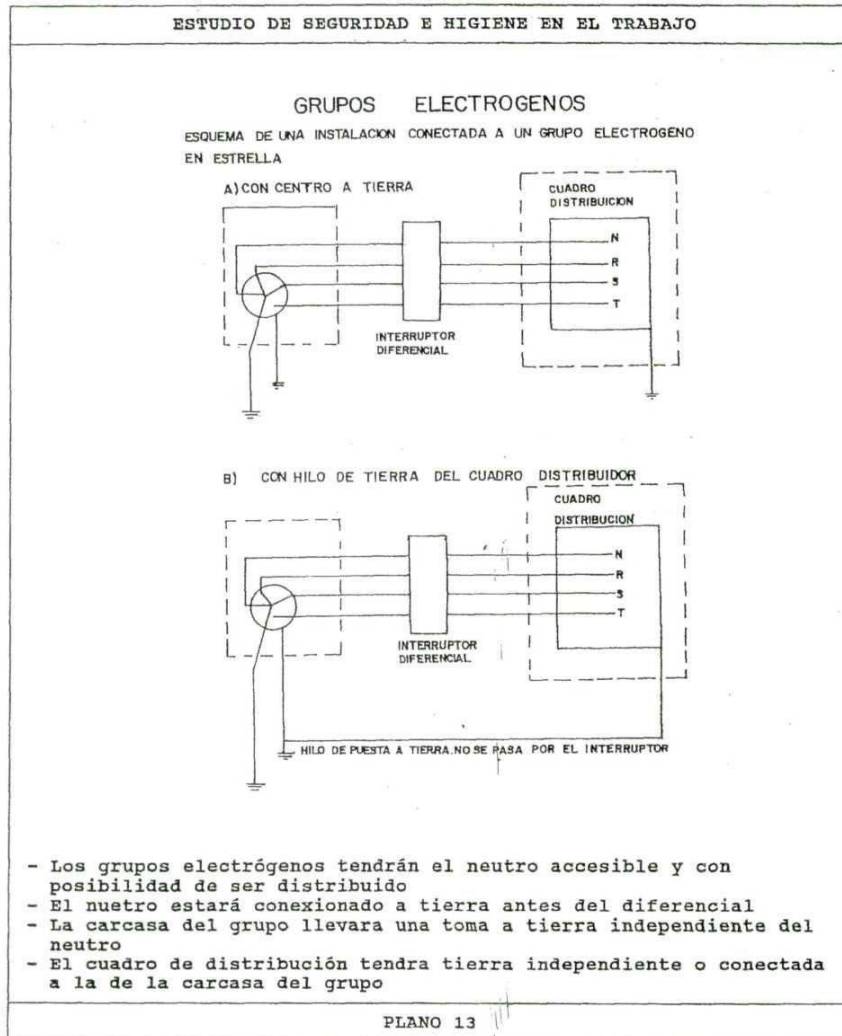 ESTUDIO DE SEGURIDAD E HIGIENE EN EL TRABAJO
GRUPOS ELECTROGENOS
ESQUEMA DE UNA INSTALACION CONECTADA A UN GRUPO ELECTROGENO
EN ESTRELLA
A) CON CENTRO A TIERRA
CUADRO
DISTRIBUICION
N
R
S
T
INTERRUPTOR
DIFERENCIAL
B) CON HILO DE TIERRA DEL CUADRO DISTRIBUIDOR
CUADRO
DISTRIBUCION
N
R
S
T
INTERRUPTOR
DIFERENCIAL
HILO DE PUESTA A TIERRA. NO SE PASA POR EL INTERRUPTOR
- Los grupos electrógenos tendrán el neutro accesible y con
posibilidad de ser distribuido
- El nuetro estará conexionado a tierra antes del diferencial
- La carcasa del grupo llevara una toma a tierra independiente del
neutro
- El cuadro de distribución tendra tierra independiente o conectada
a la de la carcasa del grupo
PLANO 13